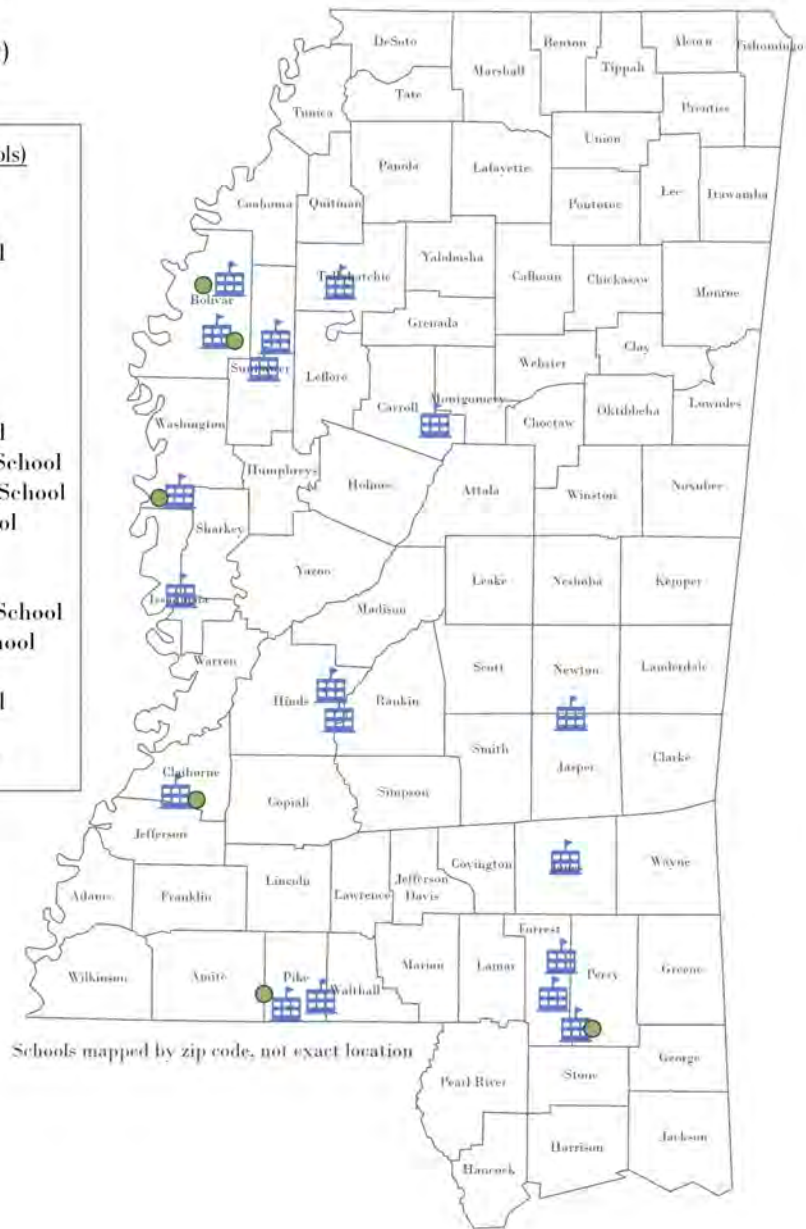 )
ols)
l
l
School
School
ol
School
hool
l
DeSoto
Benton
Alcorn
Tishomingo
Marshall
Tippah
Tate
Tunica
Prentiss
Union
Panola
Lafayette
Lee
Itawamba
Coahoma
Quitman
Pontotoc
Yalobusha
Calhoun
Chickasaw
Tallahatchie
Monroe
Bolivar
Grenada
Clay
Webster
Sunflower
Leflore
Carroll
Montgomery
Lowndes
Oktibbeha
Choctaw
Washington
Humphreys
Holmes
Attala
Winston
Noxubee
Sharkey
Yazoo
Leake
Neshoba
Kemper
Issaquena
Madison
Warren
Scott
Newton
Lauderdale
Hinds
Rankin
Smith
Jasper
Clarke
Claiborne
Copiah
Simpson
Jefferson
Covington
Wayne
Adams
Franklin
Lincoln
Lawrence
Jefferson
Davis
Forrest
Wilkinson
Amite
Pike
Walthall
Marion
Lamar
Perry
Greene
Schools mapped by zip code, not exact location
George
Pearl River
Stone
Harrison
Jackson
Hancock